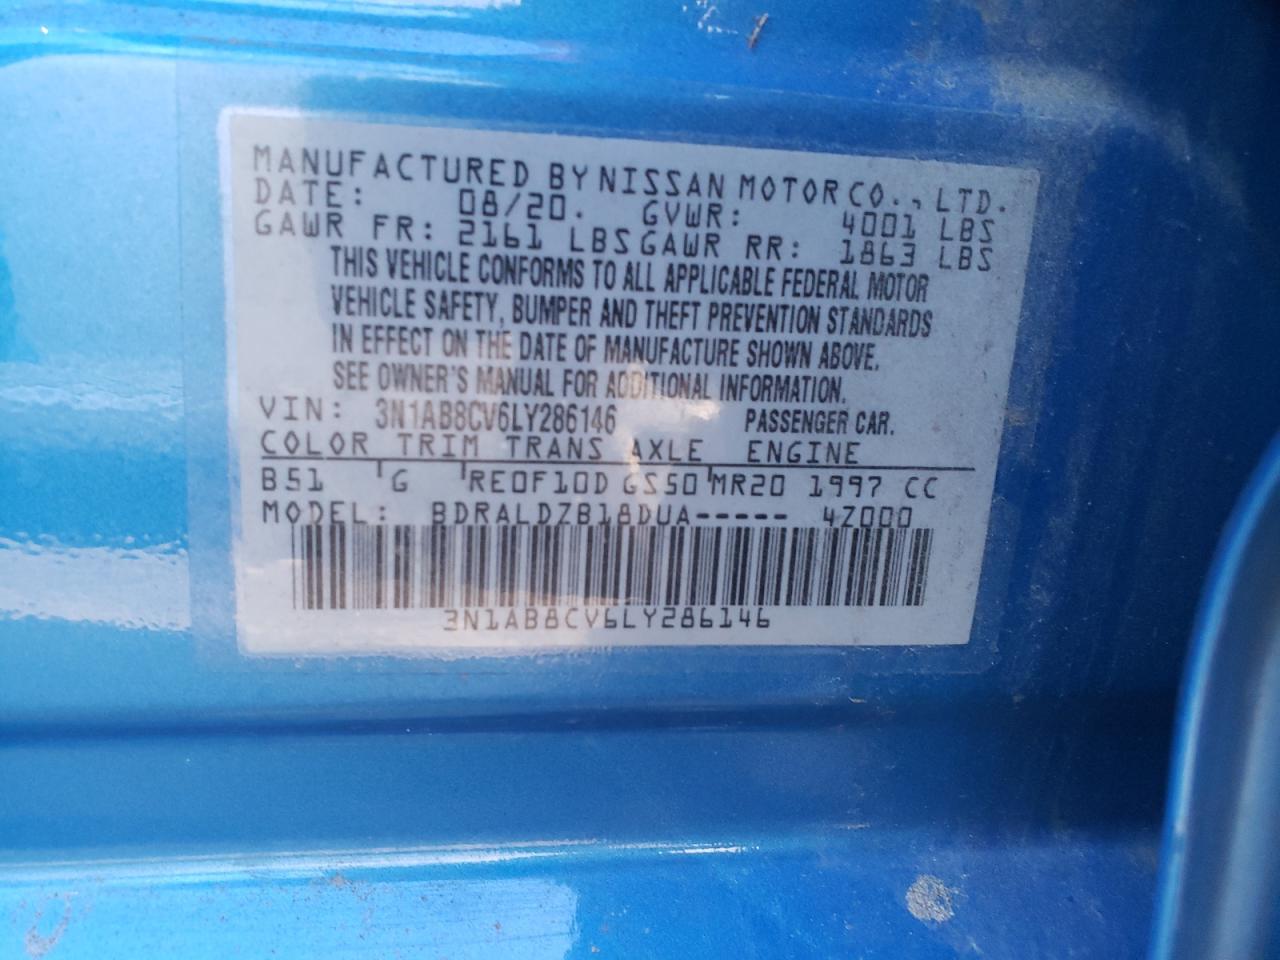 MANUFACTURED BY NISSAN MOTOR CO., LTD.
DATE: 08/20. GVWR: 4001 LBS
GAWR FR: 2161 LBS GAWR RR: 1863 LBS
THIS VEHICLE CONFORMS TO ALL APPLICABLE FEDERAL MOTOR
VEHICLE SAFETY, BUMPER AND THEFT PREVENTION STANDARDS
IN EFFECT ON THE DATE OF MANUFACTURE SHOWN ABOVE.
SEE OWNER'S MANUAL FOR ADDITIONAL INFORMATION.
VIN: 3N1AB8CV6LY286146 PASSENGER CAR.
COLOR TRIM TRANS AXLE ENGINE
B51 G RE0F10D GS50 MR20 1997 CC
MODEL: BDRALDZB18DUA----- 4Z000
3N1AB8CV6LY286146